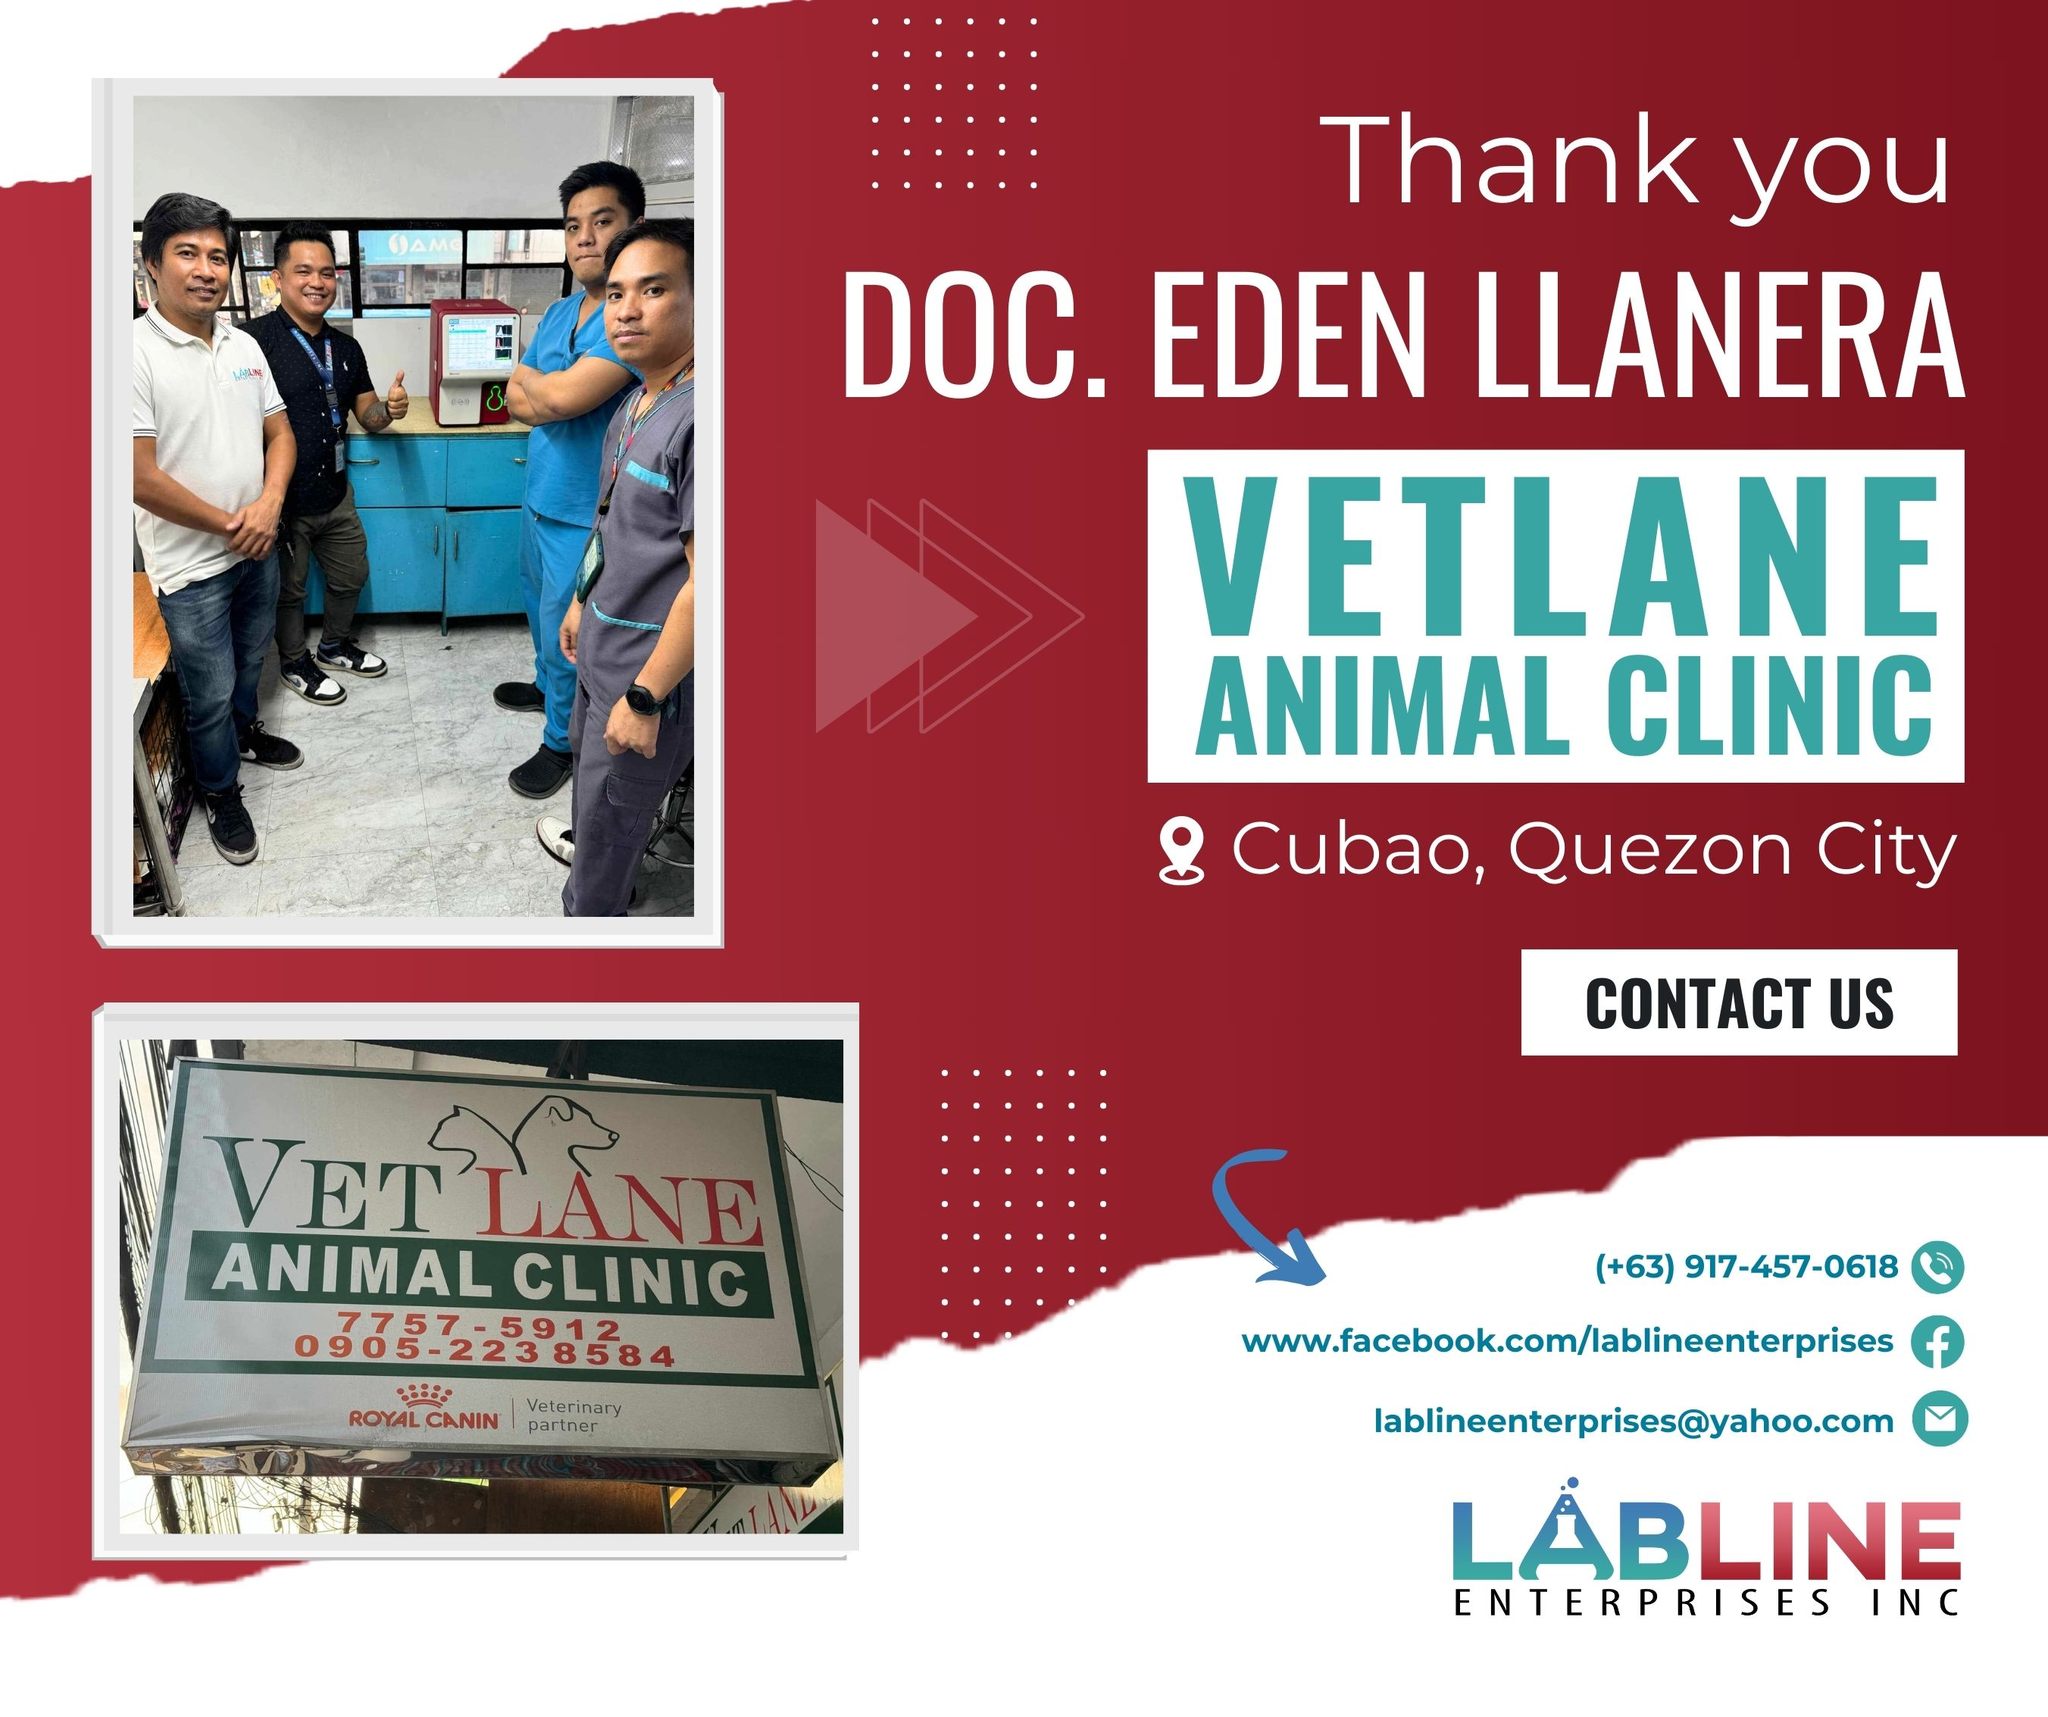 Thank you
DOC. EDEN LLANERA
VETLANE
ANIMAL CLINIC
Cubao, Quezon City
CONTACT US
(+63) 917-457-0618
www.facebook.com/lablineenterprises
lablineenterprises@yahoo.com
LABLINE
ENTERPRISES INC
LABLINE
VET LANE
ANIMAL CLINIC
7757-5912
0905-2238584
ROYAL CANIN
Veterinary
partner